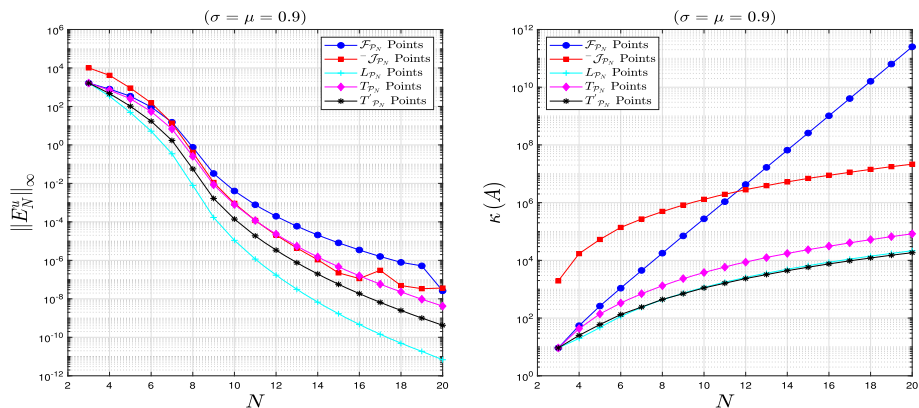 (σ = μ = 0.9)
10^6
10^4
10^2
10^0
10^-2
10^-4
10^-6
10^-8
10^-10
10^-12
||E_N^u||_∞
2 4 6 8 10 12 14 16 18 20
N
F_{P_N} Points
^-J_{P_N} Points
L_{P_N} Points
T_{P_N} Points
T'_{P_N} Points
(σ = μ = 0.9)
10^12
10^10
10^8
10^6
10^4
10^2
10^0
κ(A)
2 4 6 8 10 12 14 16 18 20
N
F_{P_N} Points
^-J_{P_N} Points
L_{P_N} Points
T_{P_N} Points
T'_{P_N} Points